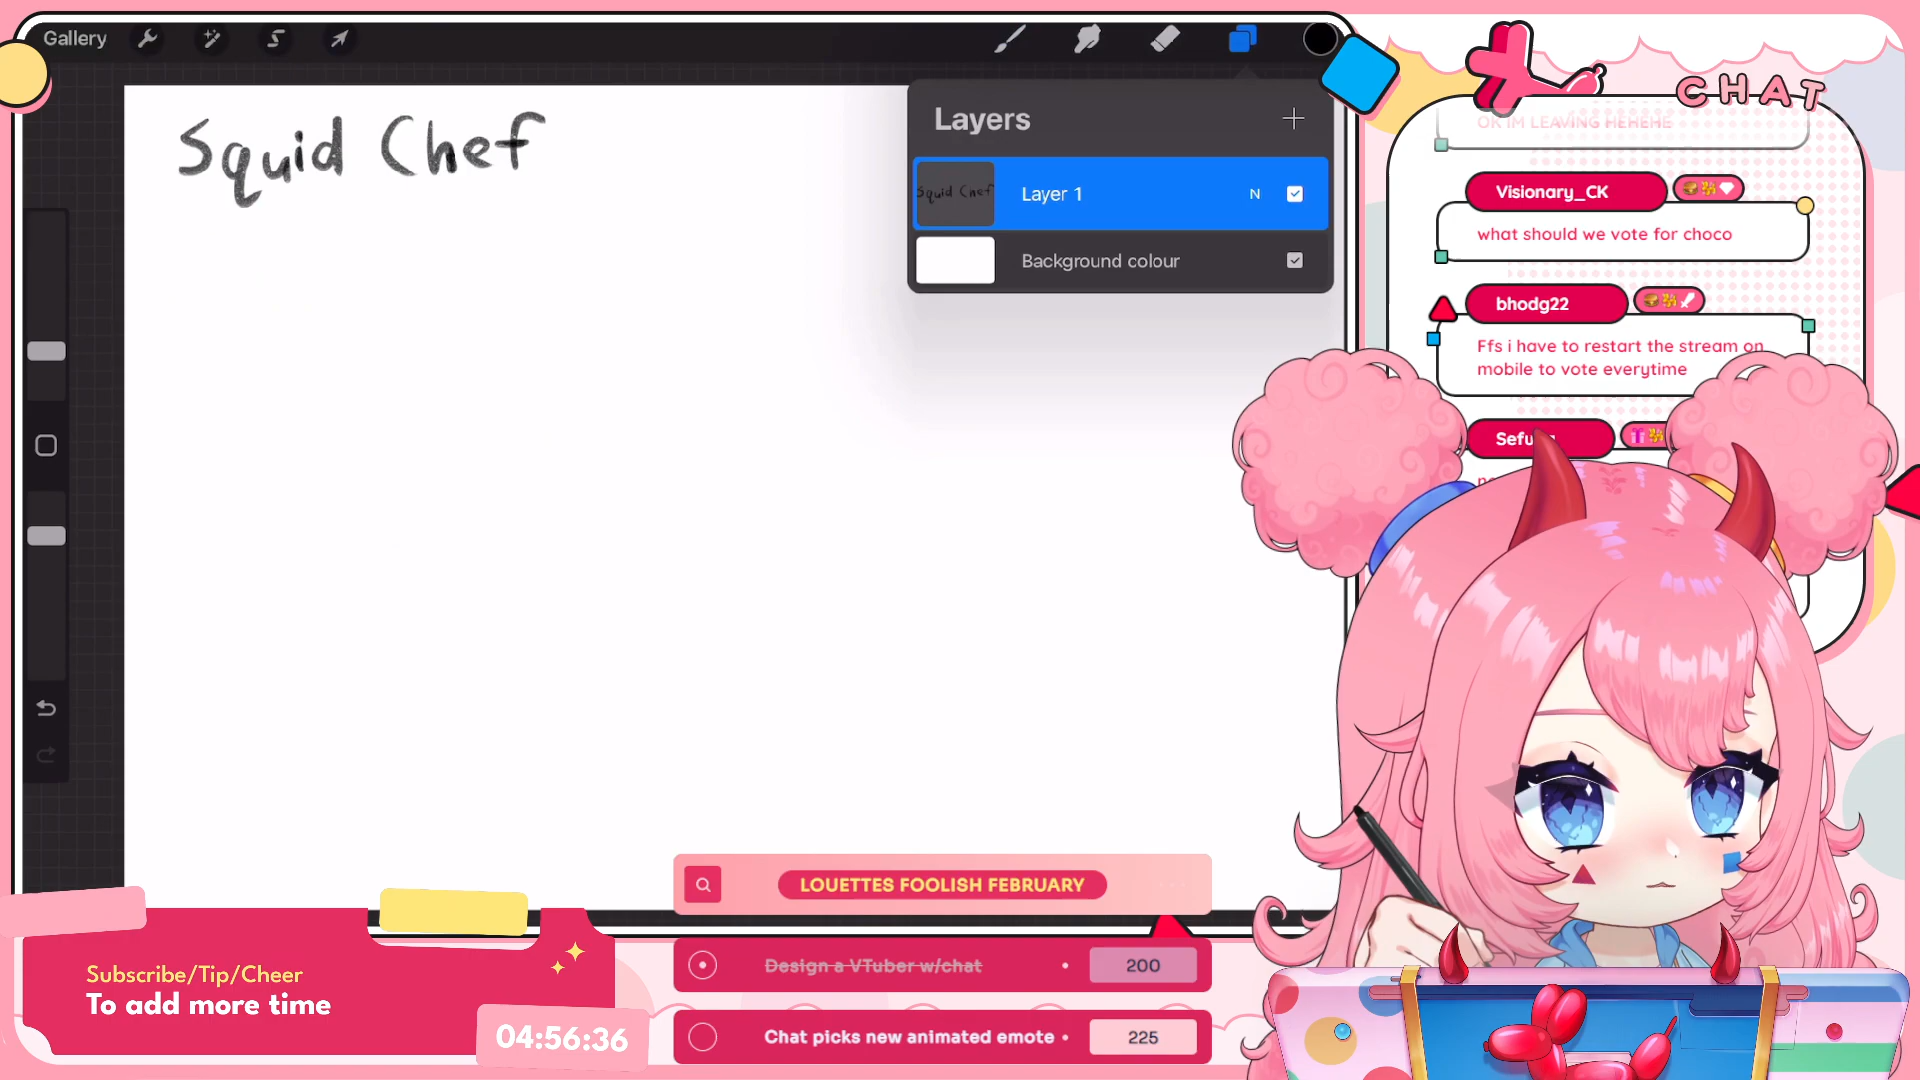 Gallery
Squid Chef
Layers
Squid Chef
Layer 1
N
Background colour
CHAT
OK IM LEAVING HEHEHE
Visionary_CK
what should we vote for choco
bhodg22
Ffs i have to restart the stream on
mobile to vote everytime
LOUETTES FOOLISH FEBRUARY
Design a VTuber w/chat
200
Chat picks new animated emote
225
Subscribe/Tip/Cheer
To add more time
04:56:36